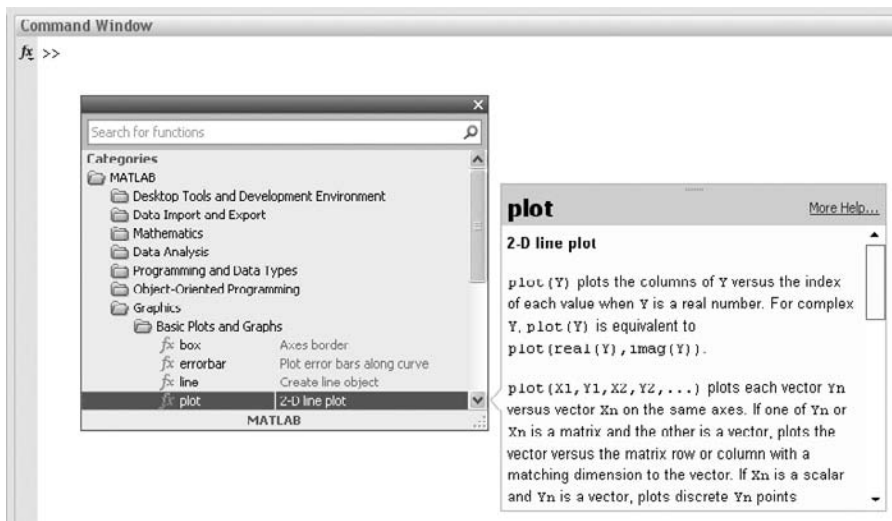 Command Window
fx >>
Search for functions
Categories
MATLAB
Desktop Tools and Development Environment
Data Import and Export
Mathematics
Data Analysis
Programming and Data Types
Object-Oriented Programming
Graphics
Basic Plots and Graphs
fx box Axes border
fx errorbar Plot error bars along curve
fx line Create line object
fx plot 2-D line plot
MATLAB
plot More Help...
2-D line plot
plot(Y) plots the columns of Y versus the index
of each value when Y is a real number. For complex
Y, plot(Y) is equivalent to
plot(real(Y),imag(Y)).
plot(X1,Y1,X2,Y2,...) plots each vector Yn
versus vector Xn on the same axes. If one of Yn or
Xn is a matrix and the other is a vector, plots the
vector versus the matrix row or column with a
matching dimension to the vector. If Xn is a scalar
and Yn is a vector, plots discrete Yn points